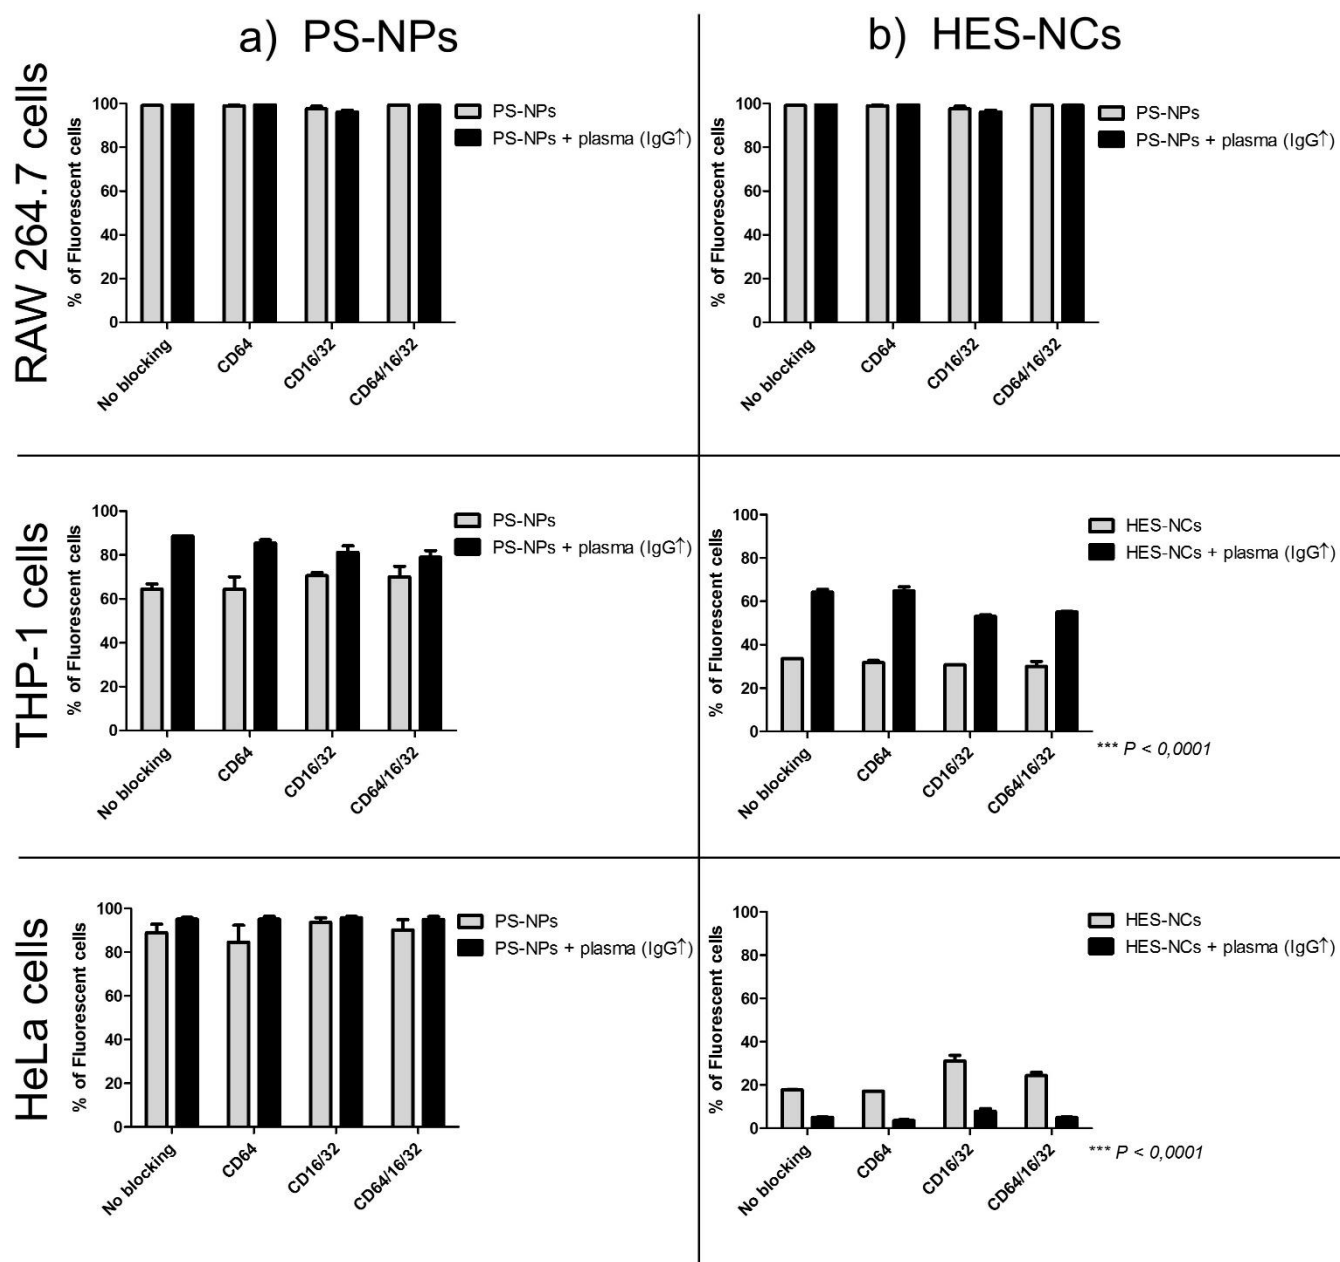 a) PS-NPs
b) HES-NCs
RAW 264.7 cells
% of Fluorescent cells
100
80
60
40
20
0
No blocking
CD64
CD16/32
CD64/16/32
PS-NPs
PS-NPs + plasma (IgG↑)
% of Fluorescent cells
100
80
60
40
20
0
No blocking
CD64
CD16/32
CD64/16/32
PS-NPs
PS-NPs + plasma (IgG↑)
THP-1 cells
% of Fluorescent cells
100
80
60
40
20
0
No blocking
CD64
CD16/32
CD64/16/32
PS-NPs
PS-NPs + plasma (IgG↑)
% of Fluorescent cells
100
80
60
40
20
0
No blocking
CD64
CD16/32
CD64/16/32
HES-NCs
HES-NCs + plasma (IgG↑)
*** P < 0,0001
HeLa cells
% of Fluorescent cells
100
80
60
40
20
0
No blocking
CD64
CD16/32
CD64/16/32
PS-NPs
PS-NPs + plasma (IgG↑)
% of Fluorescent cells
100
80
60
40
20
0
No blocking
CD64
CD16/32
CD64/16/32
HES-NCs
HES-NCs + plasma (IgG↑)
*** P < 0,0001